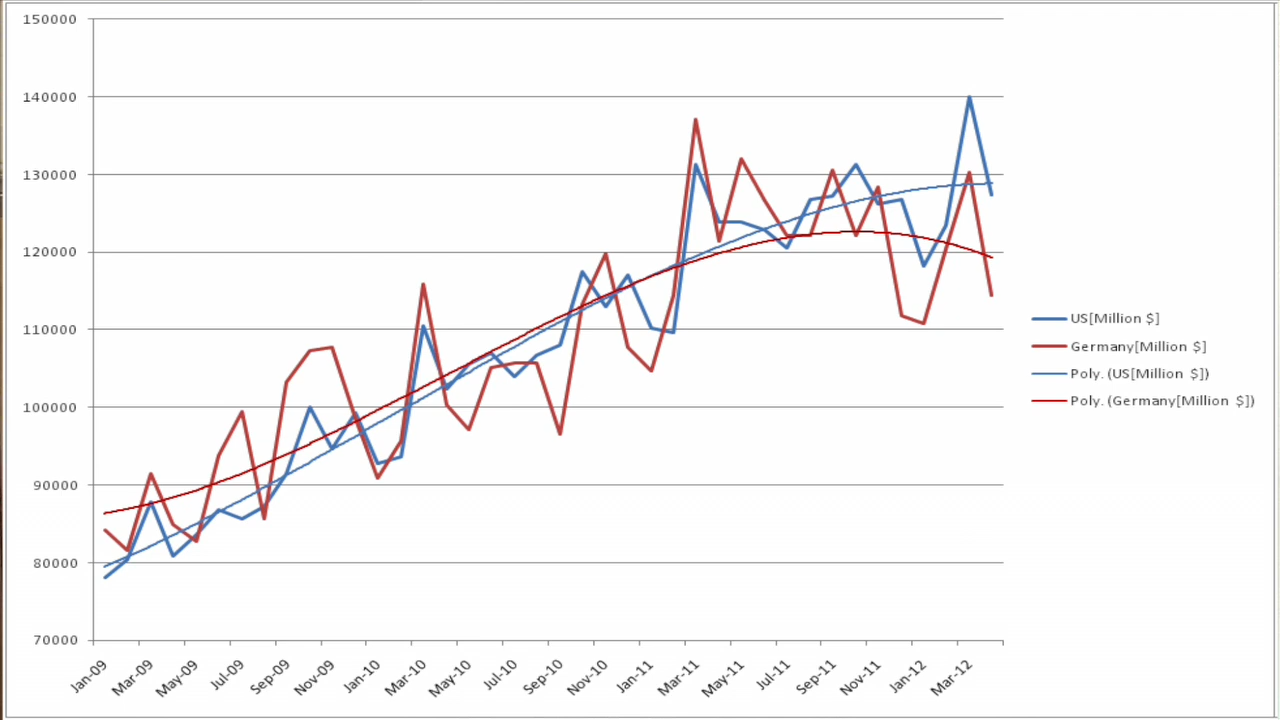 150000
140000
130000
120000
110000
100000
90000
80000
70000
Jan-09
Mar-09
May-09
Jul-09
Sep-09
Nov-09
Jan-10
Mar-10
May-10
Jul-10
Sep-10
Nov-10
Jan-11
Mar-11
May-11
Jul-11
Sep-11
Nov-11
Jan-12
Mar-12
US[Million $]
Germany[Million $]
Poly. (US[Million $])
Poly. (Germany[Million $])